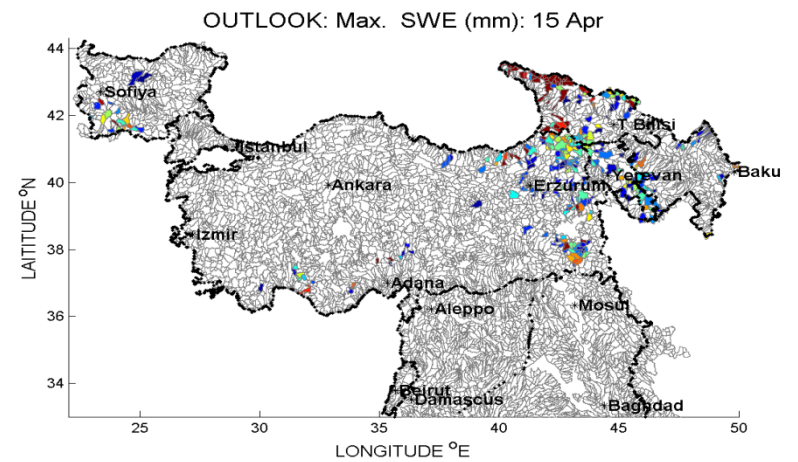 OUTLOOK: Max. SWE (mm): 15 Apr
44
42
40
38
36
34
LAITITUDE °N
Sofiya
Istanbul
T Bilisi
Baku
Yerevan
Erzurum
Ankara
Izmir
Adana
Aleppo
Mosul
Beirut
Damascus
Baghdad
25
30
35
40
45
50
LONGITUDE °E